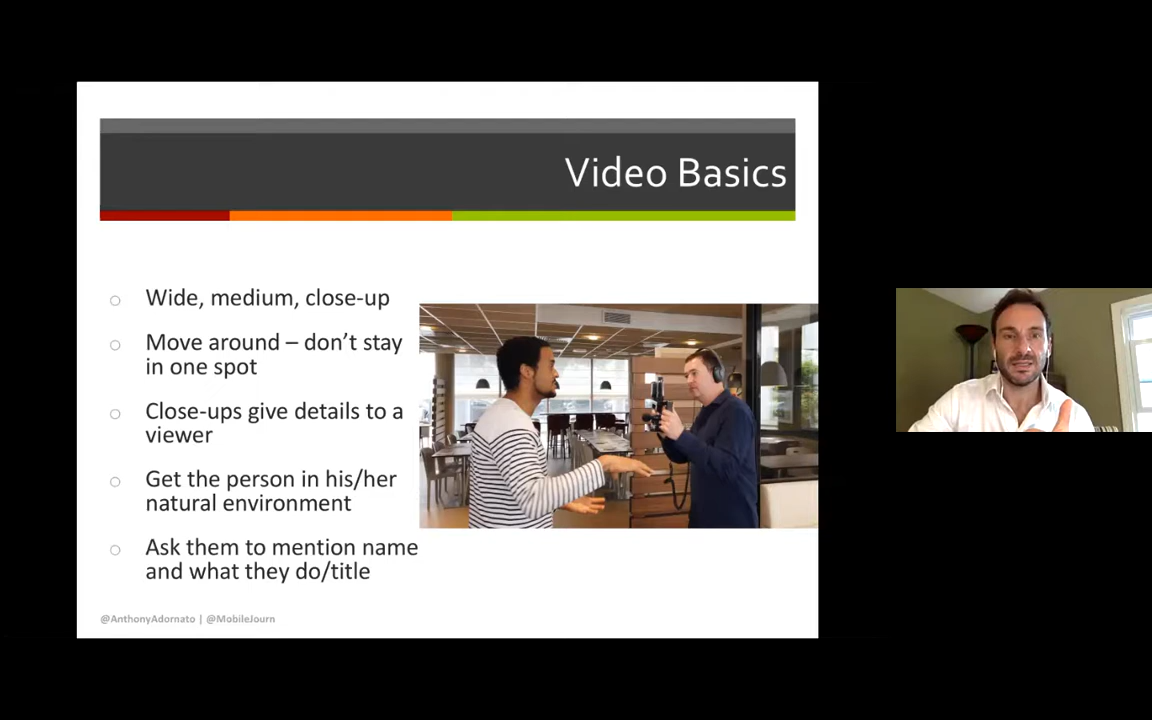 Video Basics
Wide, medium, close-up
Move around – don’t stay
in one spot
Close-ups give details to a
viewer
Get the person in his/her
natural environment
Ask them to mention name
and what they do/title
@AnthonyAdornato | @MobileJourn